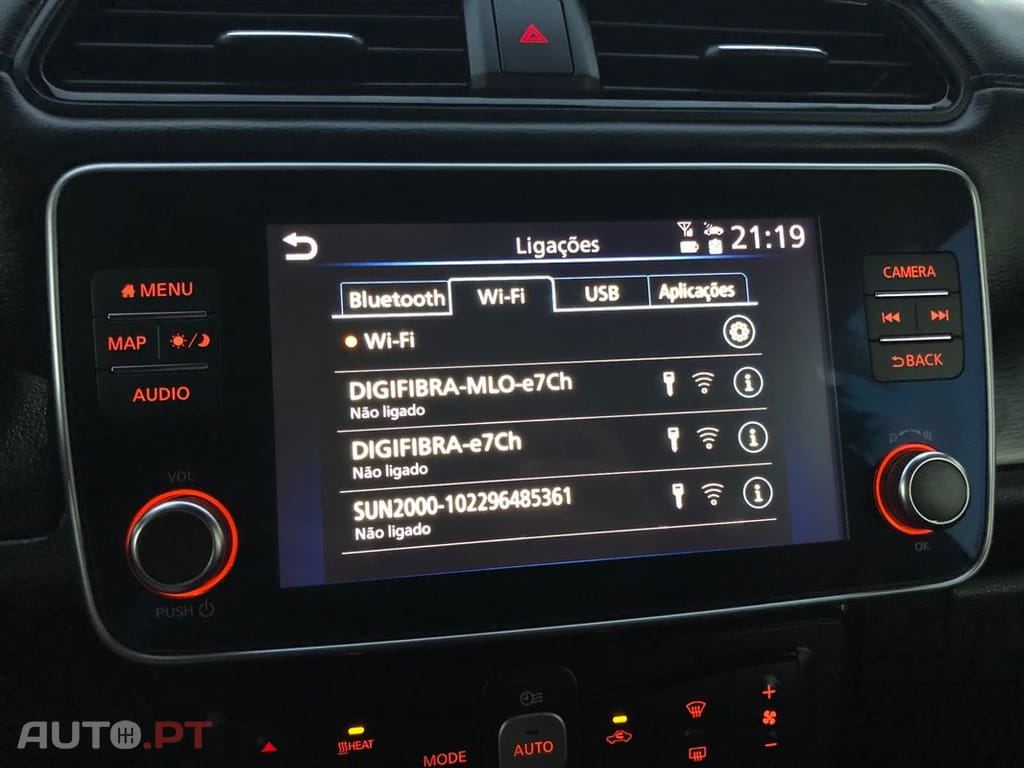 Ligações
21:19
Bluetooth
Wi-Fi
USB
Aplicações
Wi-Fi
DIGIFIBRA-MLO-e7Ch
Não ligado
DIGIFIBRA-e7Ch
Não ligado
SUN2000-102296485361
Não ligado
MENU
MAP
AUDIO
VOL
PUSH
CAMERA
BACK
OK
HEAT
MODE
AUTO
AUTO.PT